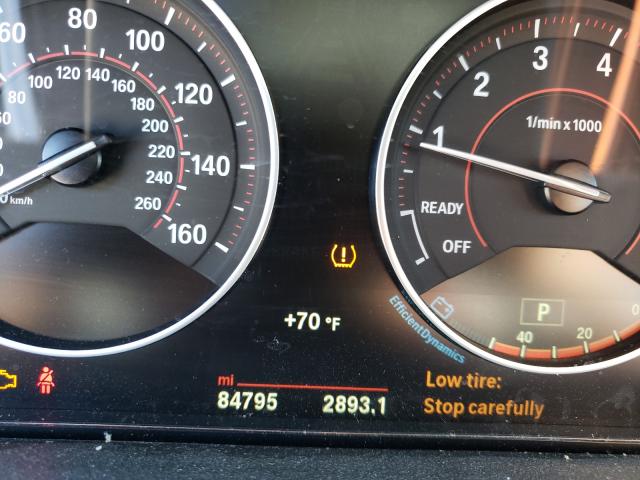 60
80
100
120
140
160
80
100
120
140
160
180
200
220
240
260
km/h
1
2
3
4
1/min x 1000
READY
OFF
+70 °F
EfficientDynamics
P
40
20
0
mi
84795
2893.1
Low tire:
Stop carefully